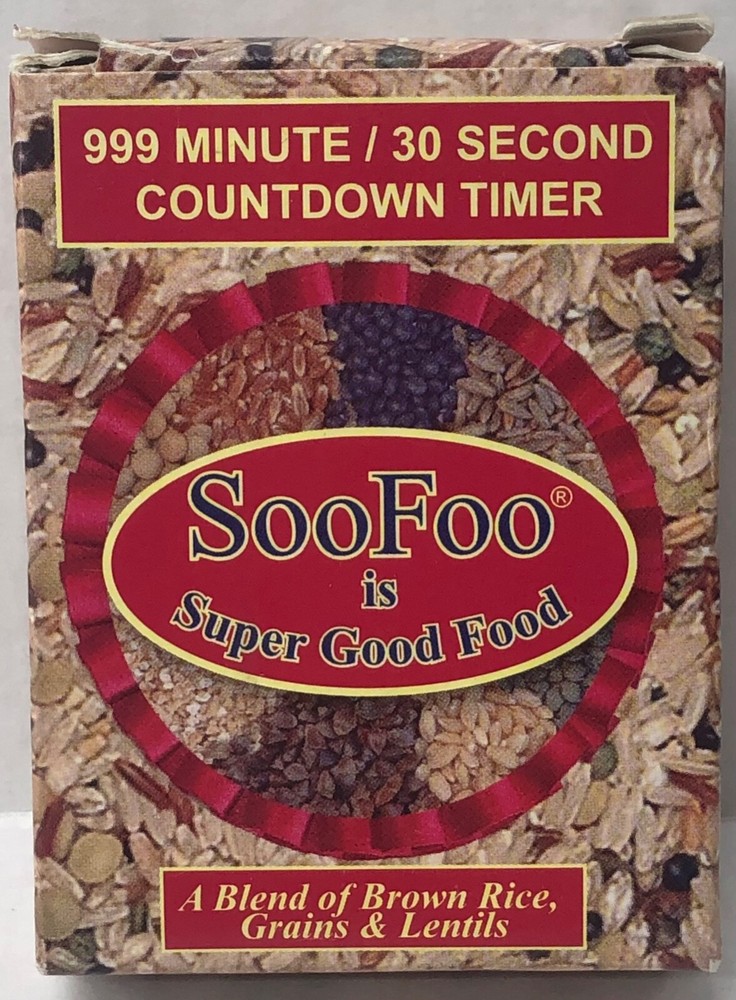 999 MINUTE / 30 SECOND
COUNTDOWN TIMER
SooFoo®
is
Super Good Food
A Blend of Brown Rice,
Grains & Lentils